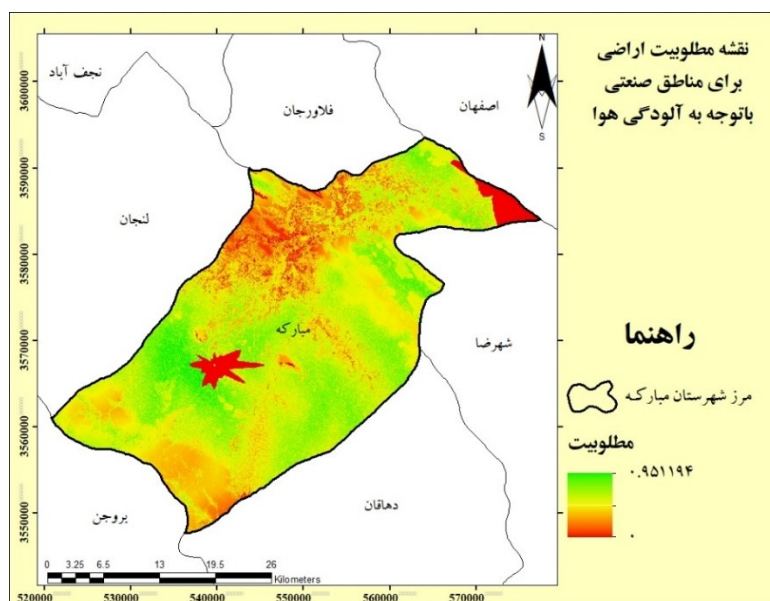 نقشه مطلوبیت اراضی
برای مناطق صنعتی
باتوجه به آلودگی هوا
N
S
اصفهان
نجف آباد
فلاورجان
لنجان
مبارکه
شهرضا
دهاقان
بروجن
راهنما
مرز شهرستان مبارکه
مطلوبیت
۰.۹۵۱۱۹۴
۰
0 3.25 6.5 13 19.5 26
Kilometers
3600000
3590000
3580000
3570000
3560000
3550000
520000 530000 540000 550000 560000 570000